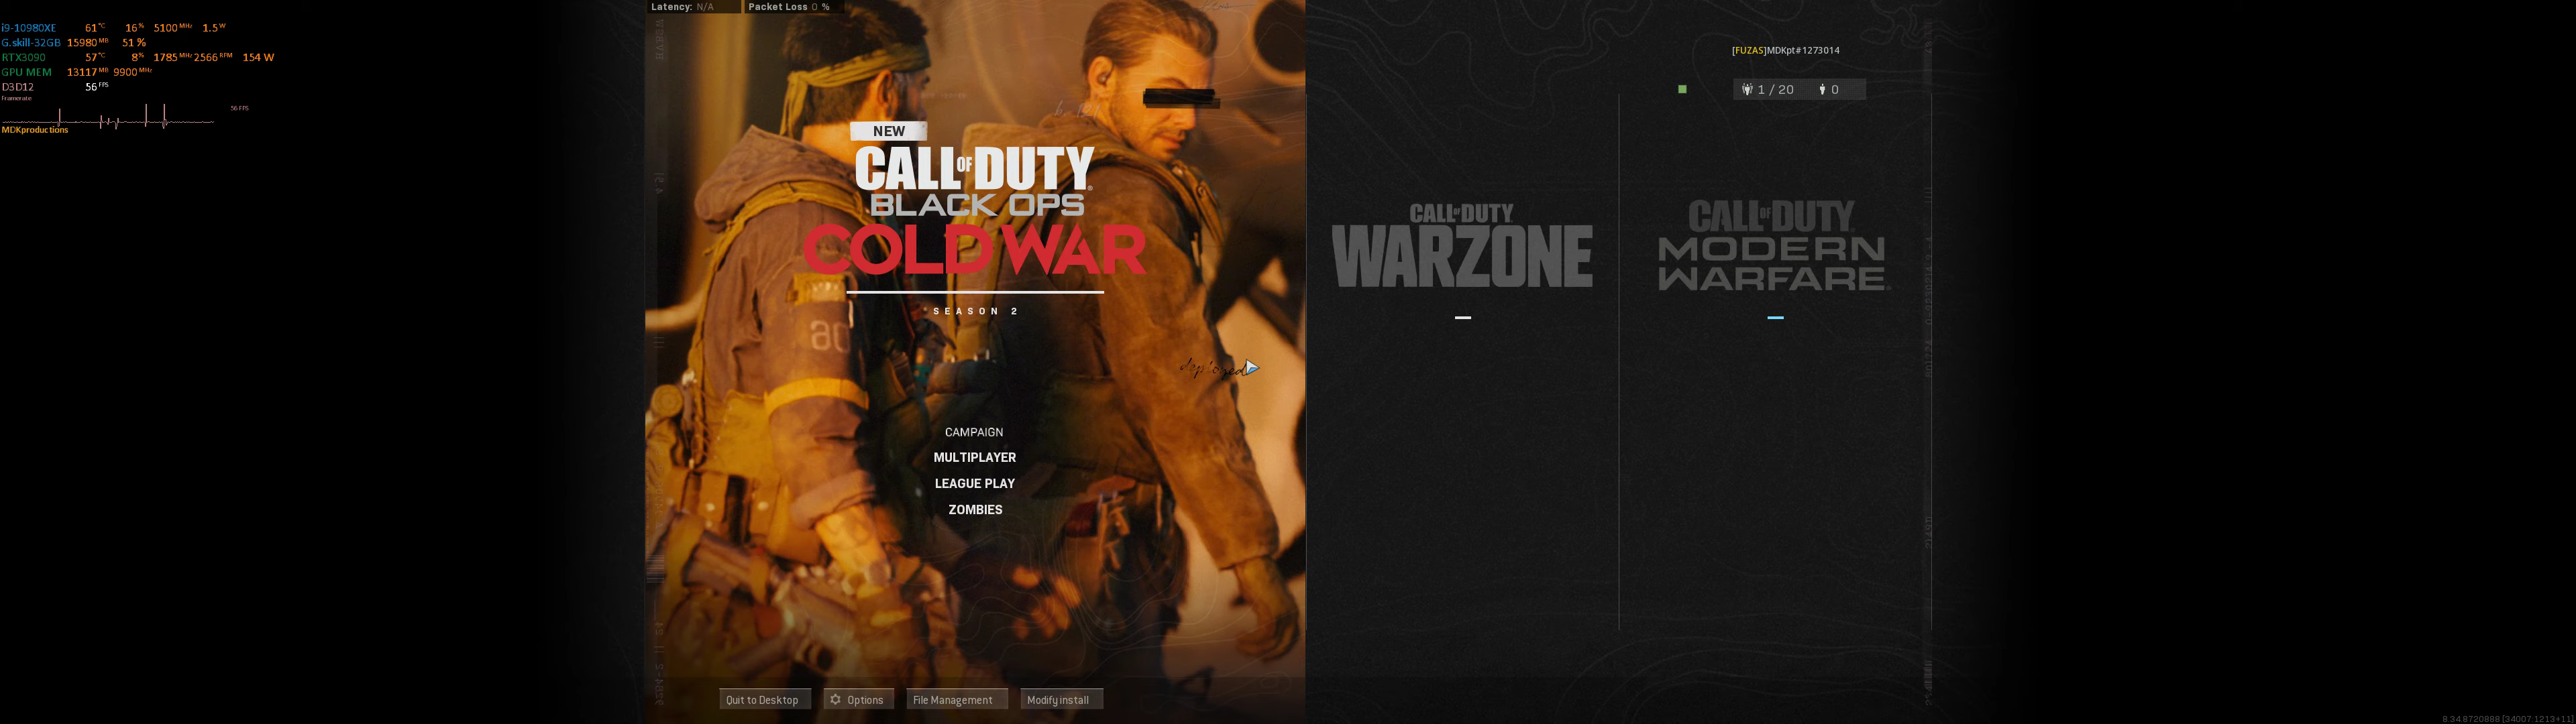 Latency: N/A Packet Loss 0 %
i9-10980XE 61°C 16% 5100MHz 1.5W
G.skill-32GB 15980MB 51 %
RTX3090 57°C 8% 1785MHz 2566RPM 154 W
GPU MEM 13117MB 9900MHz
D3D12 56FPS
Framerate
56 FPS
MDKproductions
[FUZAS]MDKpt#1273014
1 / 20 0
NEW
CALL OF DUTY®
BLACK OPS
COLD WAR
SEASON 2
deployed
CAMPAIGN
MULTIPLAYER
LEAGUE PLAY
ZOMBIES
CALL OF DUTY
WARZONE
CALL OF DUTY
MODERN
WARFARE®
Quit to Desktop
Options
File Management
Modify install